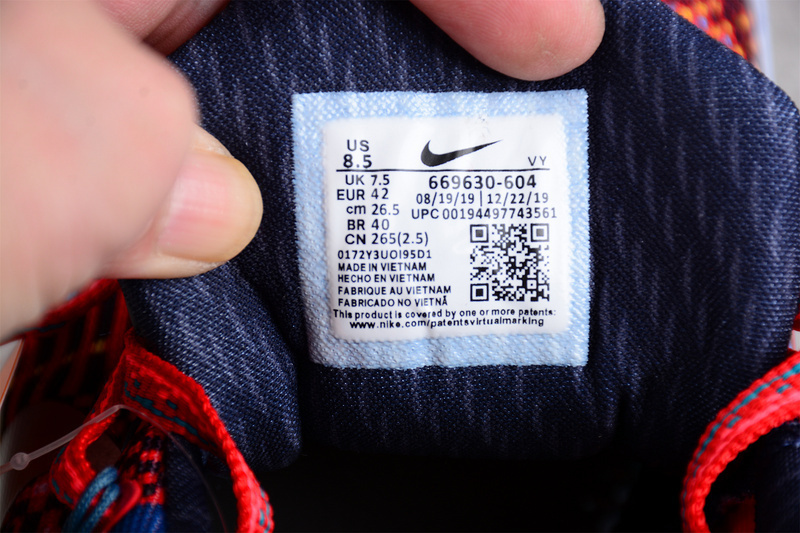 US
8.5
VY
UK 7.5
EUR 42
cm 26.5
BR 40
CN 265(2.5)
669630-604
08/19/19 | 12/22/19
UPC 00194497743561
0172Y3UOI95D1
MADE IN VIETNAM
HECHO EN VIETNAM
FABRIQUE AU VIETNAM
FABRICADO NO VIETNÃ
This product is covered by one or more patents:
www.nike.com/patentsvirtualmarking